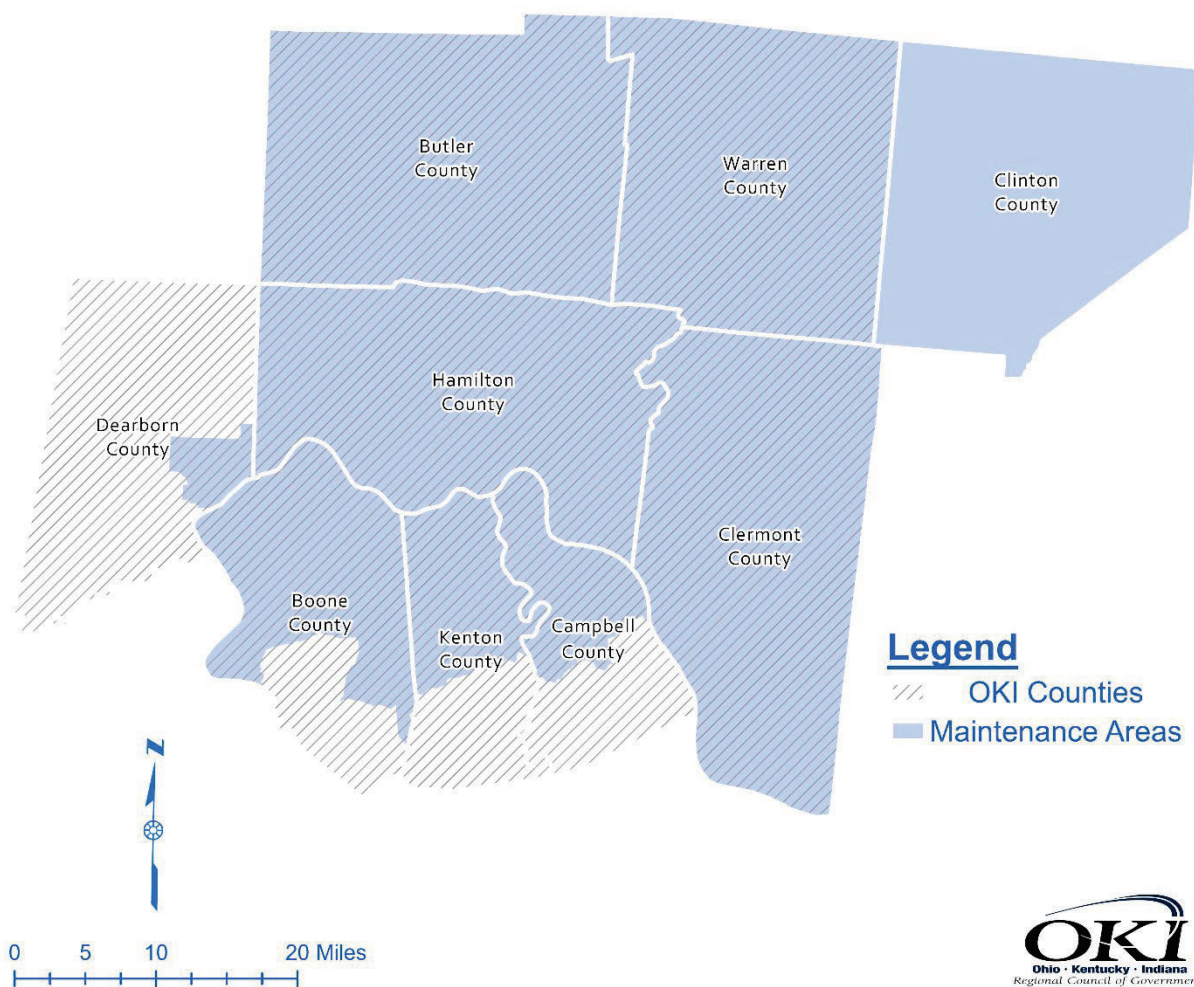 Butler
County
Warren
County
Clinton
County
Hamilton
County
Dearborn
County
Clermont
County
Boone
County
Kenton
County
Campbell
County
Legend
OKI Counties
Maintenance Areas
N
0 5 10 20 Miles
OKI
Ohio · Kentucky · Indiana
Regional Council of